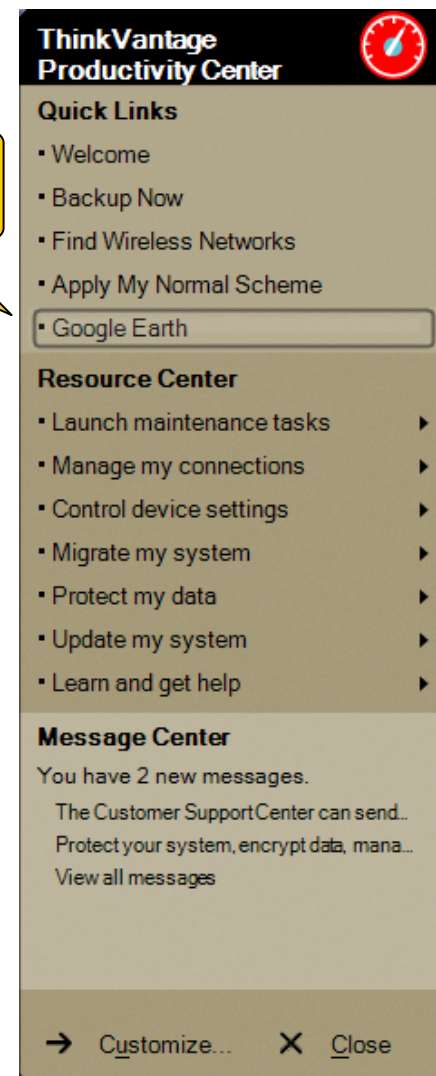 ThinkVantage
Productivity Center
Quick Links
▪ Welcome
▪ Backup Now
▪ Find Wireless Networks
▪ Apply My Normal Scheme
▪ Google Earth
Resource Center
▪ Launch maintenance tasks
▪ Manage my connections
▪ Control device settings
▪ Migrate my system
▪ Protect my data
▪ Update my system
▪ Learn and get help
Message Center
You have 2 new messages.
The Customer Support Center can send...
Protect your system, encrypt data, mana...
View all messages
→ Customize... X Close